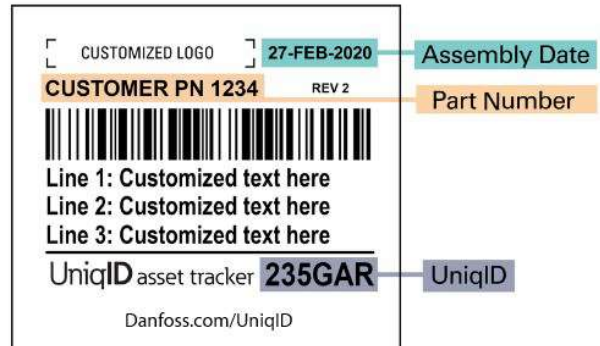 CUSTOMIZED LOGO 27-FEB-2020 Assembly Date
CUSTOMER PN 1234 REV 2 Part Number
Line 1: Customized text here
Line 2: Customized text here
Line 3: Customized text here
UniqID asset tracker 235GAR UniqID
Danfoss.com/UniqID